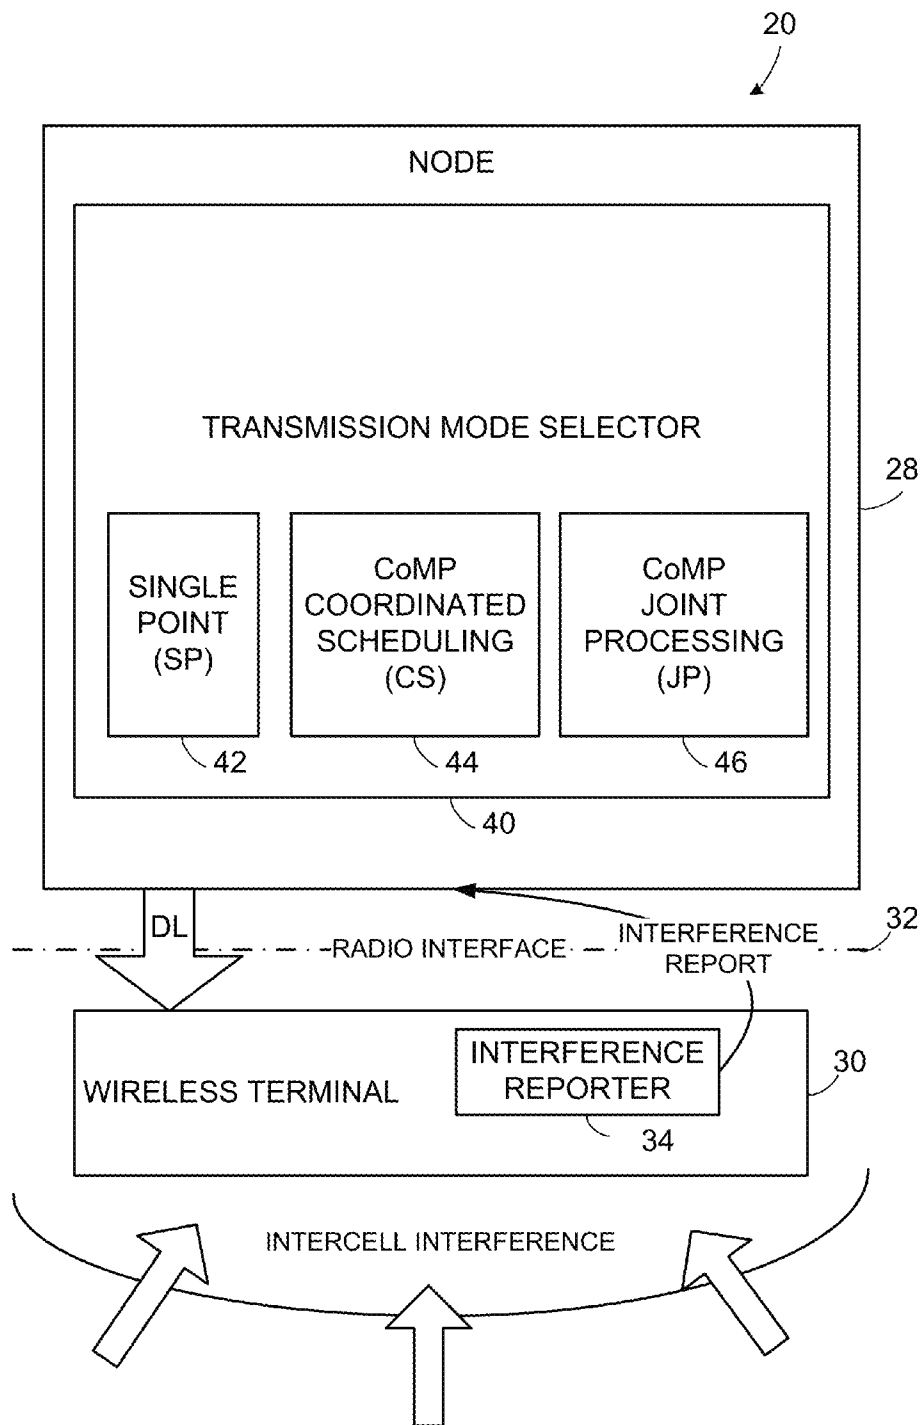 20
NODE
TRANSMISSION MODE SELECTOR
28
SINGLE
POINT
(SP)
CoMP
COORDINATED
SCHEDULING
(CS)
CoMP
JOINT
PROCESSING
(JP)
42
44
46
40
DL
32
RADIO INTERFACE
INTERFERENCE
REPORT
WIRELESS TERMINAL
INTERFERENCE
REPORTER
30
34
INTERCELL INTERFERENCE